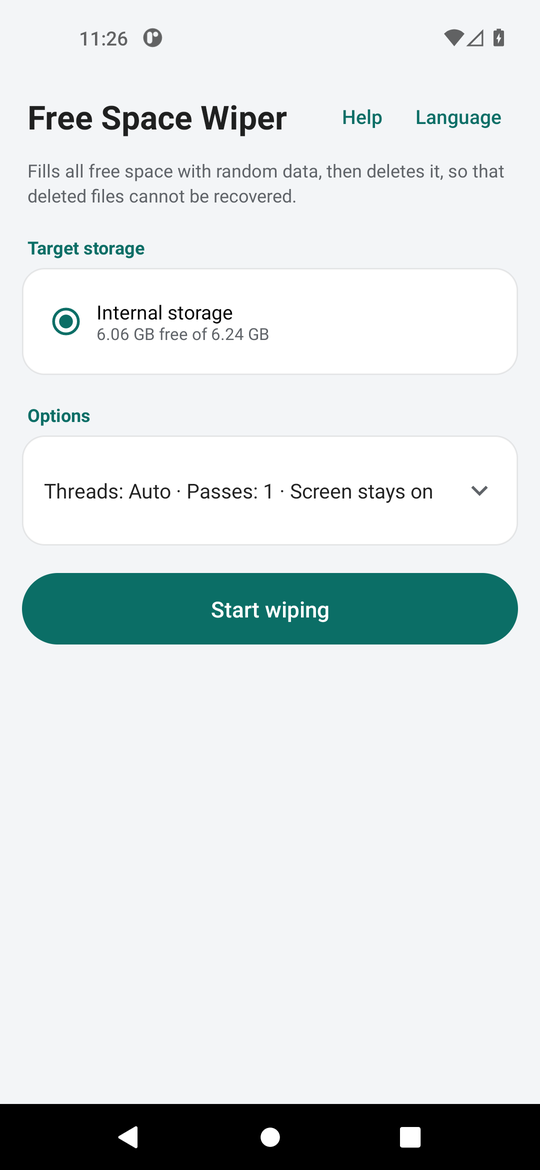 11:26
Free Space Wiper
Help
Language
Fills all free space with random data, then deletes it, so that
deleted files cannot be recovered.
Target storage
Internal storage
6.06 GB free of 6.24 GB
Options
Threads: Auto · Passes: 1 · Screen stays on
Start wiping